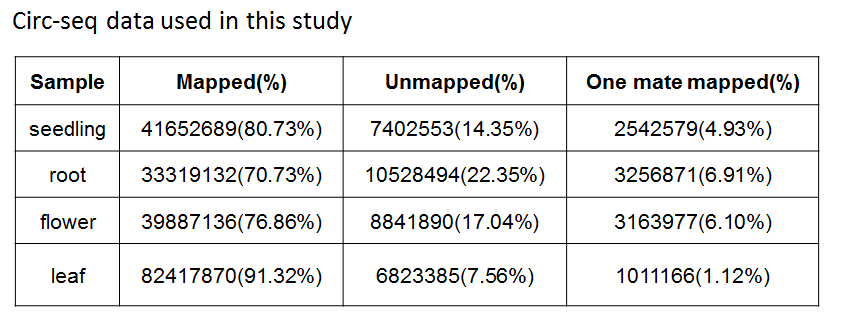 Circ-seq data used in this study
Sample Mapped(%) Unmapped(%) One mate mapped(%)
seedling 41652689(80.73%) 7402553(14.35%) 2542579(4.93%)
root 33319132(70.73%) 10528494(22.35%) 3256871(6.91%)
flower 39887136(76.86%) 8841890(17.04%) 3163977(6.10%)
leaf 82417870(91.32%) 6823385(7.56%) 1011166(1.12%)